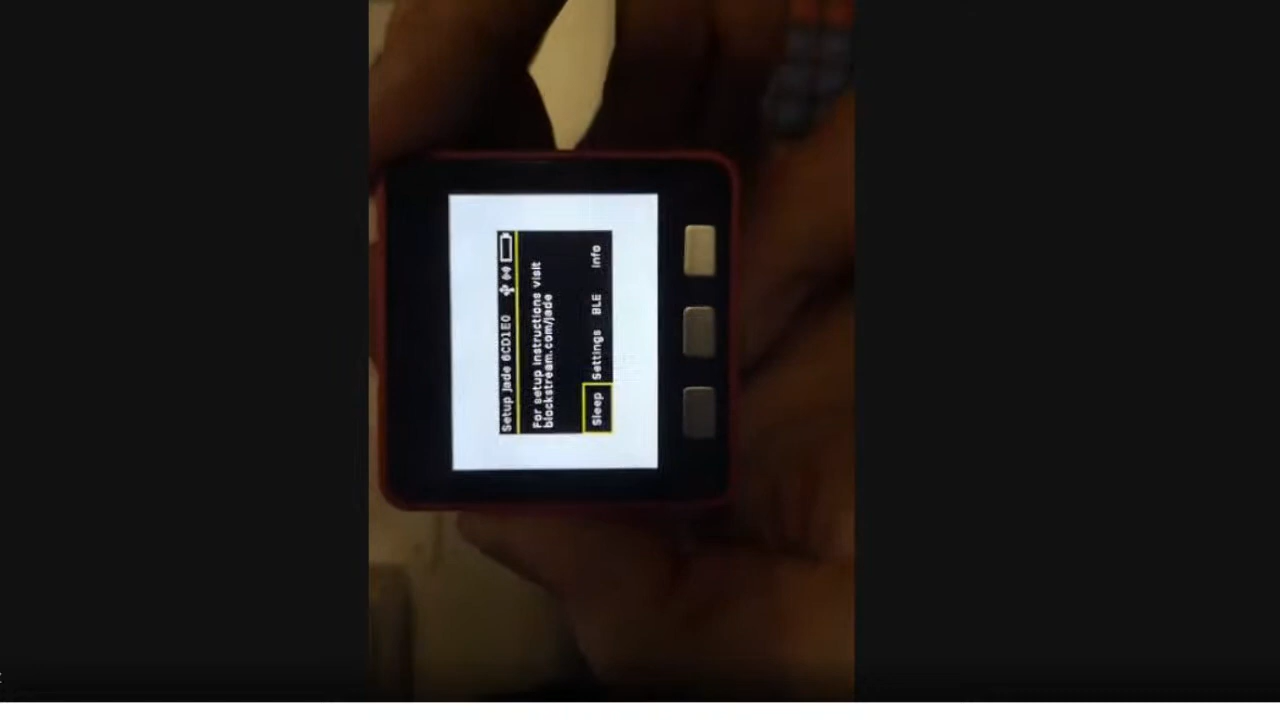 Setup Jade 6CD1E0
For setup instructions visit
blockstream.com/jade
Sleep Settings BLE Info